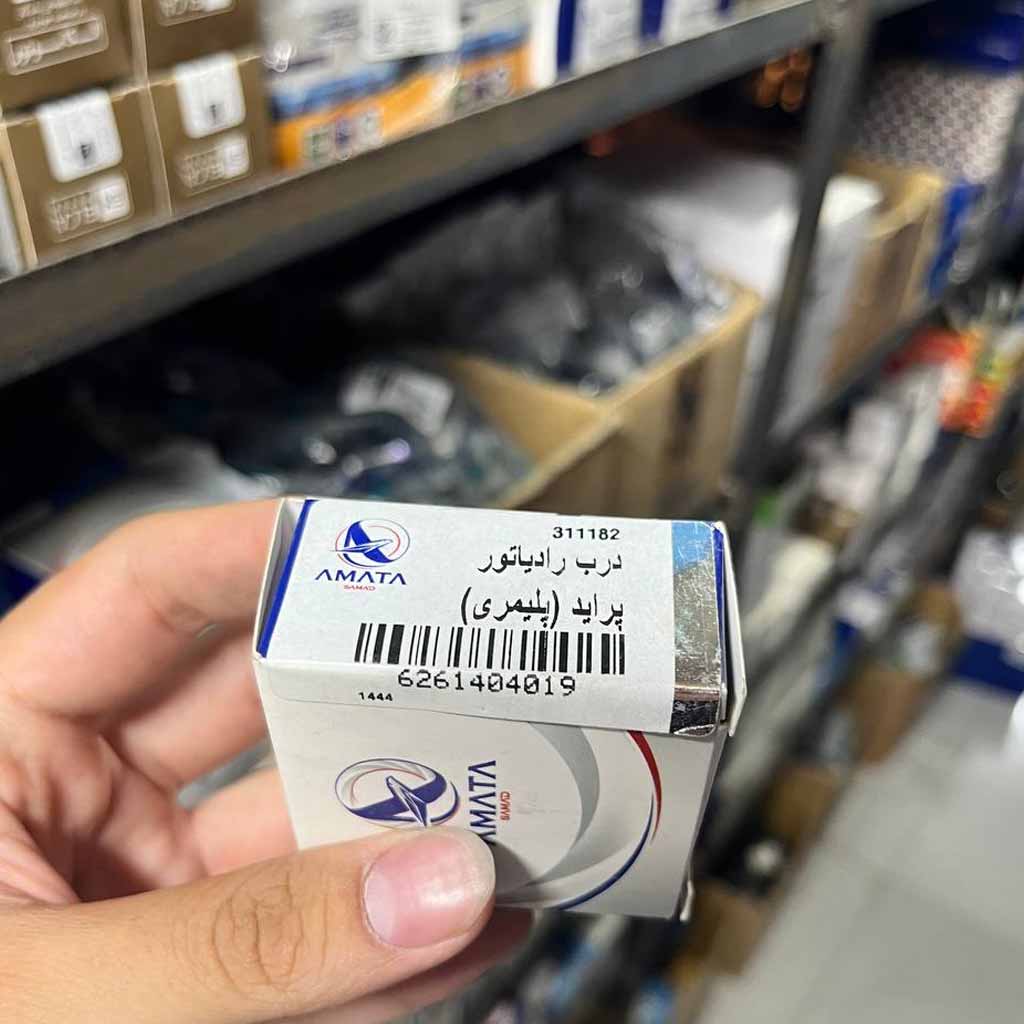 AMATA
SAMAD
311182
درب رادیاتور
پراید (پلیمری)
6261404019
1444
AMATA
SAMAD